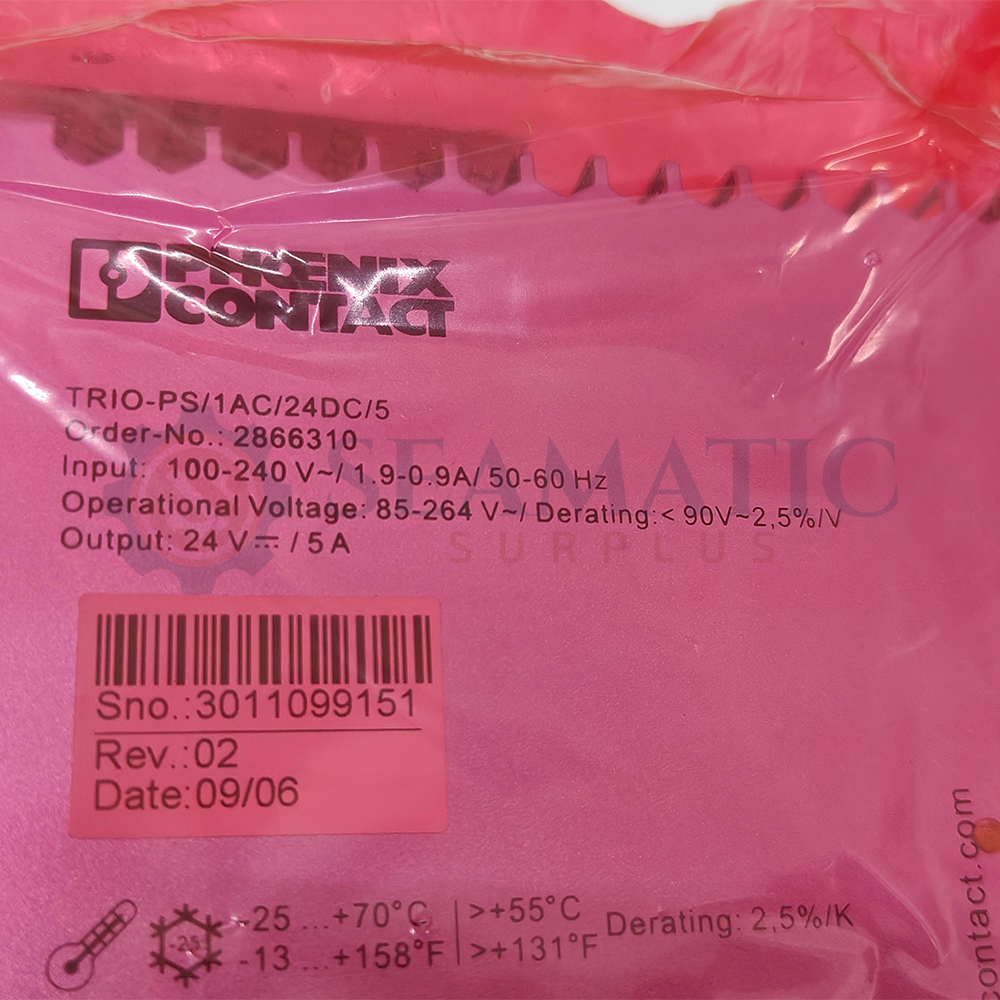 PHOENIX
CONTACT
TRIO-PS/1AC/24DC/5
Order-No.: 2866310
Input: 100-240 V~/ 1.9-0.9A/ 50-60 Hz
Operational Voltage: 85-264 V~/ Derating:< 90V~2,5%/V
Output: 24 V⎓ / 5 A
SEAMATIC
SURPLUS
Sno.:3011099151
Rev.:02
Date:09/06
-25
-25 ...+70°C |>+55°C Derating: 2,5%/K
-13 ...+158°F |>+131°F
contact.com